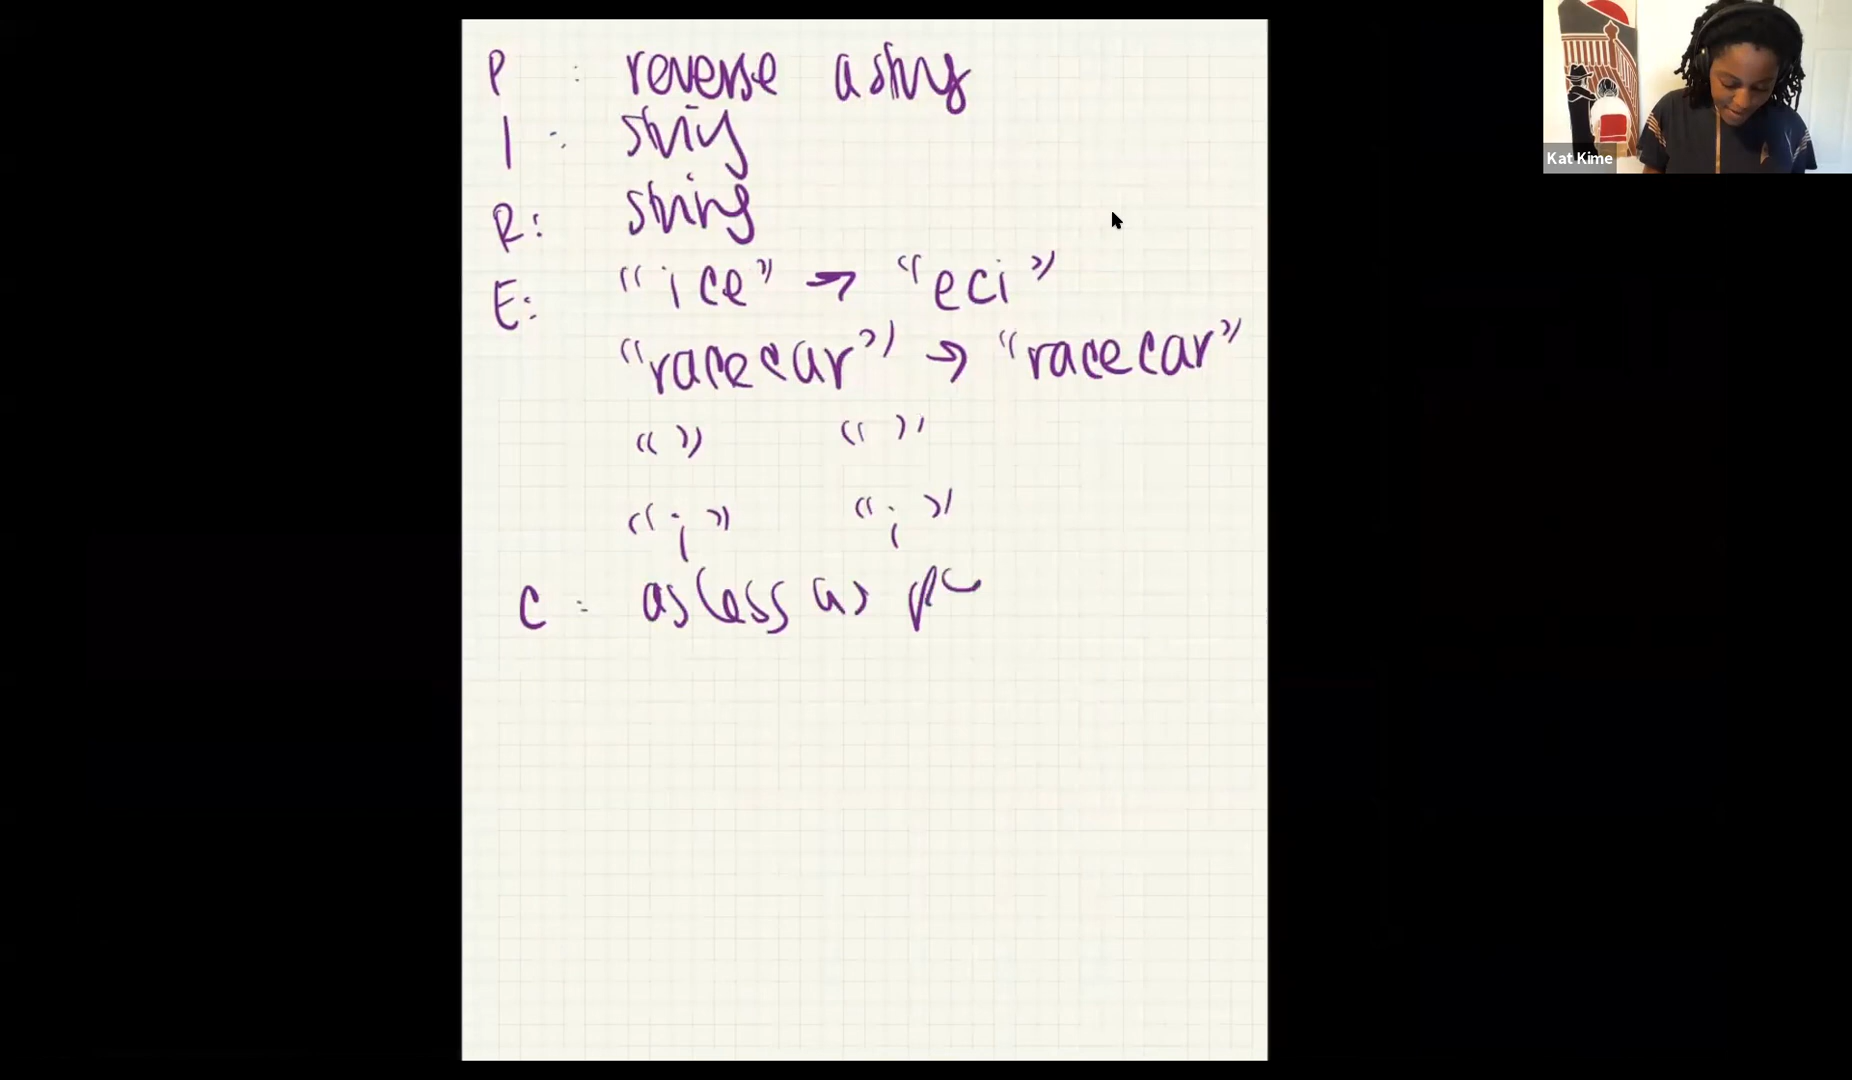 P : reverse a string
I : string
R: string
E: "ice" → "eci"
"racecar" → "racecar"
" " " "
"i" "i"
C : as less as
Kat Kime